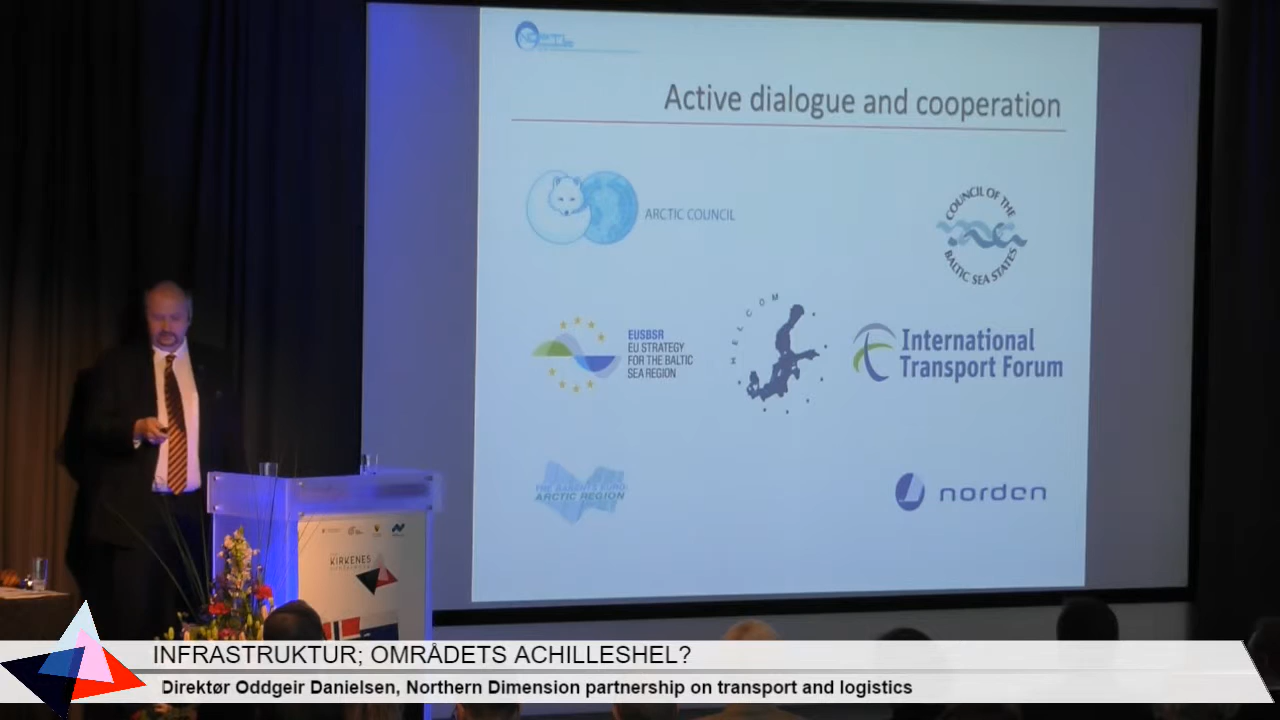 Active dialogue and cooperation
ARCTIC COUNCIL
COUNCIL OF THE
BALTIC SEA STATES
EUSBSR
EU STRATEGY
FOR THE BALTIC
SEA REGION
HELCOM
International
Transport Forum
THE BARENTS EURO-
ARCTIC REGION
norden
KIRKENES
INFRASTRUKTUR; OMRÅDETS ACHILLESHEL?
Direktør Oddgeir Danielsen, Northern Dimension partnership on transport and logistics